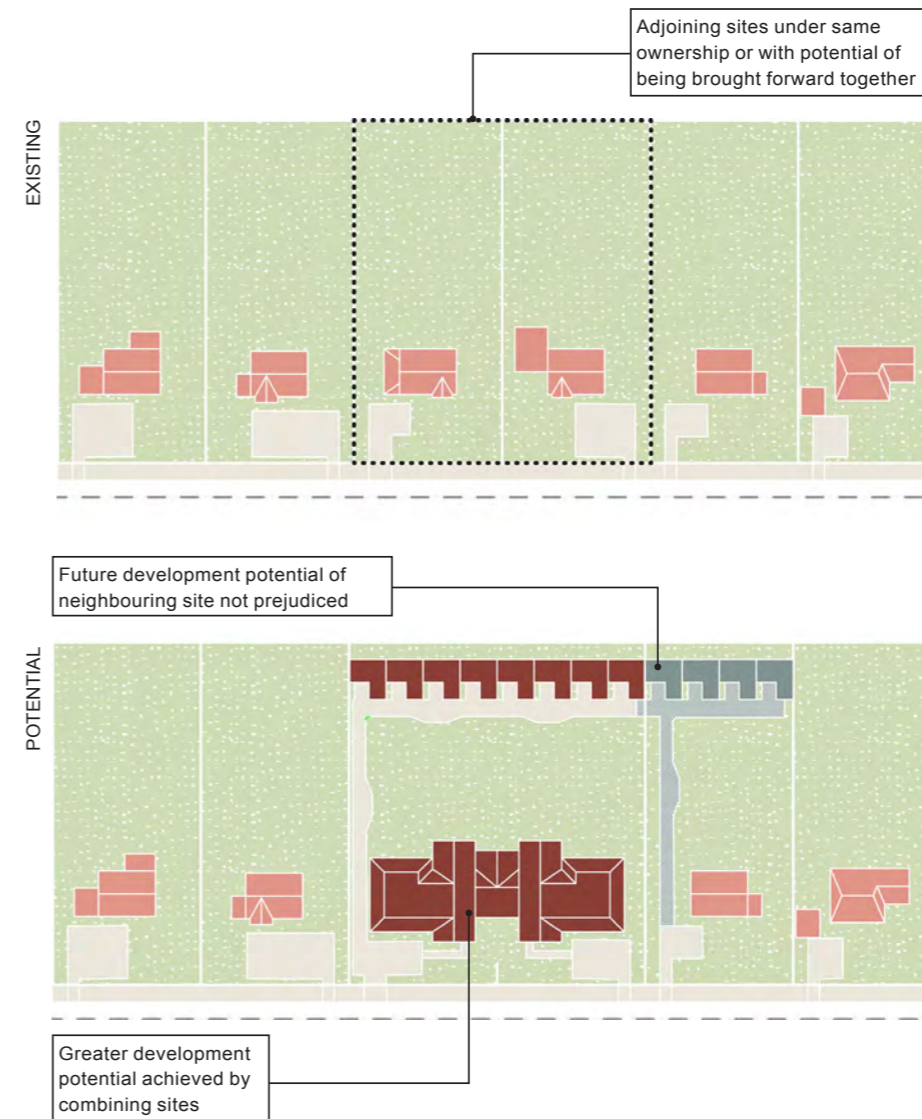 Adjoining sites under same
ownership or with potential of
being brought forward together
EXISTING
Future development potential of
neighbouring site not prejudiced
POTENTIAL
Greater development
potential achieved by
combining sites